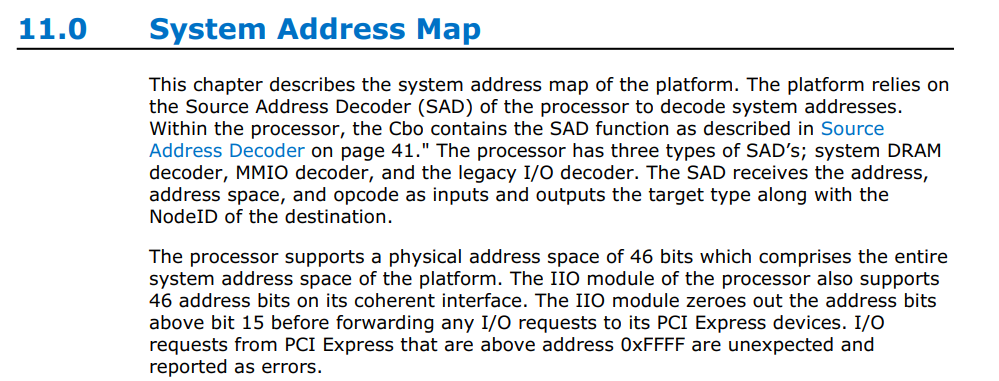 11.0 System Address Map
This chapter describes the system address map of the platform. The platform relies on
the Source Address Decoder (SAD) of the processor to decode system addresses.
Within the processor, the Cbo contains the SAD function as described in Source
Address Decoder on page 41." The processor has three types of SAD’s; system DRAM
decoder, MMIO decoder, and the legacy I/O decoder. The SAD receives the address,
address space, and opcode as inputs and outputs the target type along with the
NodeID of the destination.
The processor supports a physical address space of 46 bits which comprises the entire
system address space of the platform. The IIO module of the processor also supports
46 address bits on its coherent interface. The IIO module zeroes out the address bits
above bit 15 before forwarding any I/O requests to its PCI Express devices. I/O
requests from PCI Express that are above address 0xFFFF are unexpected and
reported as errors.